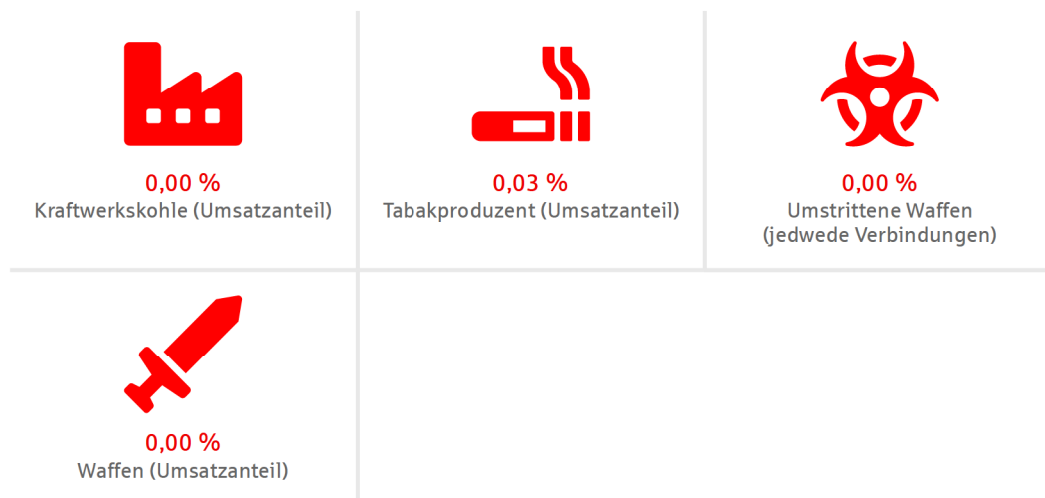 0,00 %
Kraftwerkskohle (Umsatzanteil)
0,03 %
Tabakproduzent (Umsatzanteil)
0,00 %
Umstrittene Waffen
(jedwede Verbindungen)
0,00 %
Waffen (Umsatzanteil)